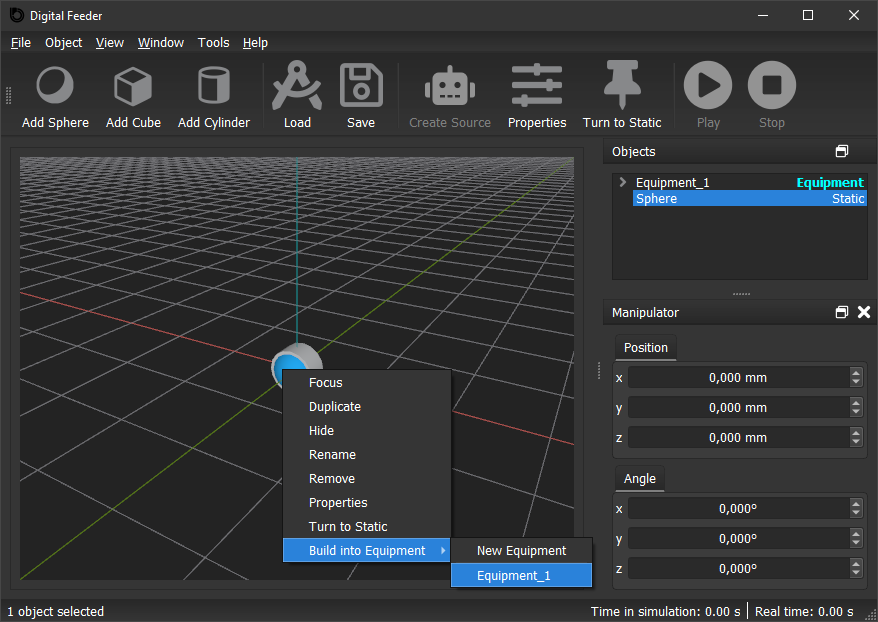 Digital Feeder
File Object View Window Tools Help
Add Sphere Add Cube Add Cylinder Load Save Create Source Properties Turn to Static Play Stop
Objects
Equipment_1 Equipment
Sphere Static
Manipulator
Position
x 0,000 mm
y 0,000 mm
z 0,000 mm
Angle
x 0,000º
y 0,000º
z 0,000º
Focus
Duplicate
Hide
Rename
Remove
Properties
Turn to Static
Build into Equipment
New Equipment
Equipment_1
1 object selected
Time in simulation: 0.00 s Real time: 0.00 s